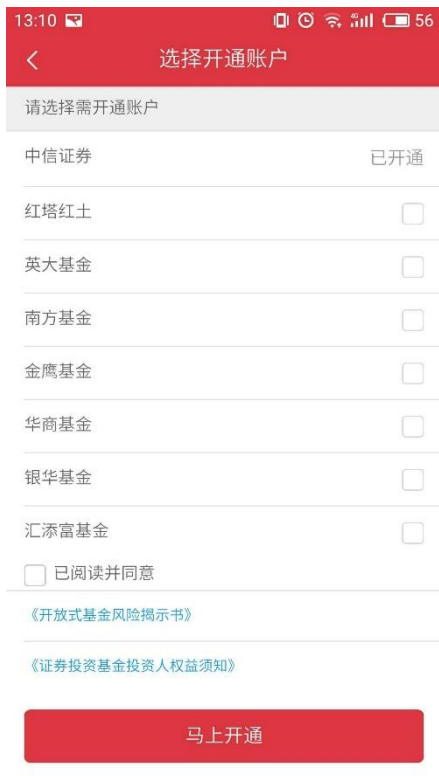 13:10 4G 56
选择开通账户
请选择需开通账户
中信证券 已开通
红塔红土
英大基金
南方基金
金鹰基金
华商基金
银华基金
汇添富基金
已阅读并同意
《开放式基金风险揭示书》
《证券投资基金投资人权益须知》
马上开通